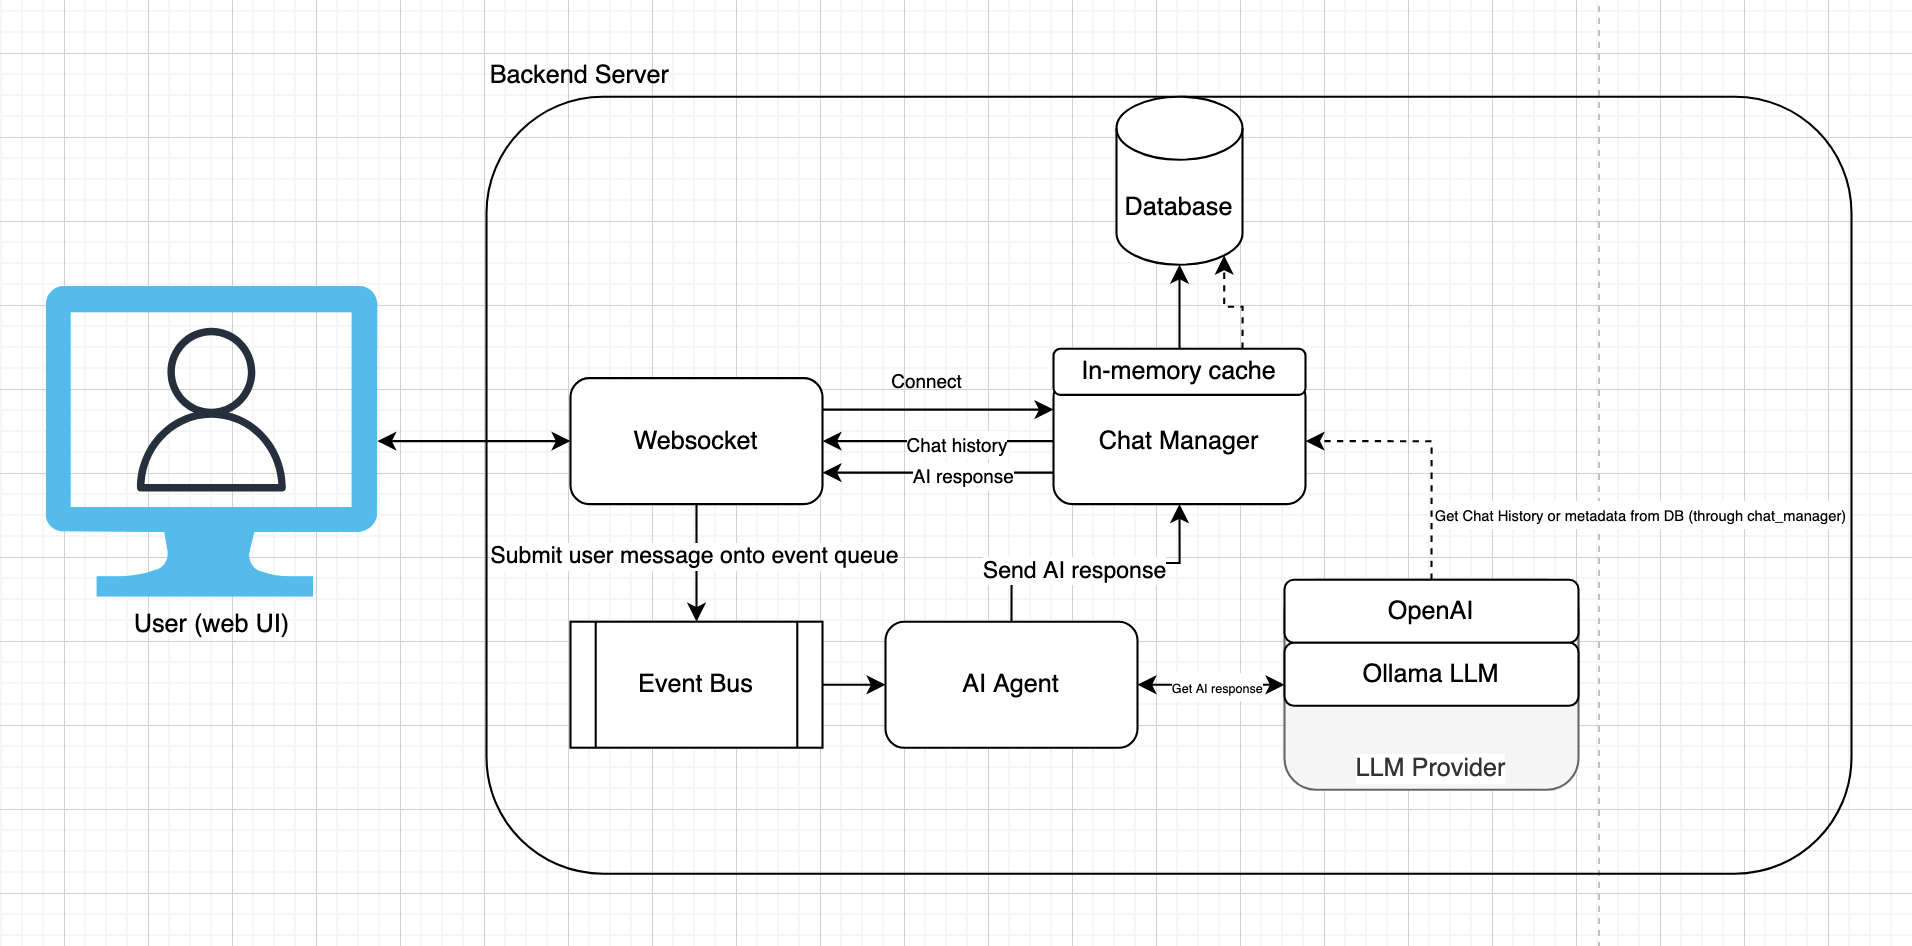 Backend Server
Database
In-memory cache
Connect
Websocket
Chat history
Chat Manager
AI response
Get Chat History or metadata from DB (through chat_manager)
Submit user message onto event queue
Send AI response
OpenAI
User (web UI)
Ollama LLM
Event Bus
AI Agent
Get AI response
LLM Provider